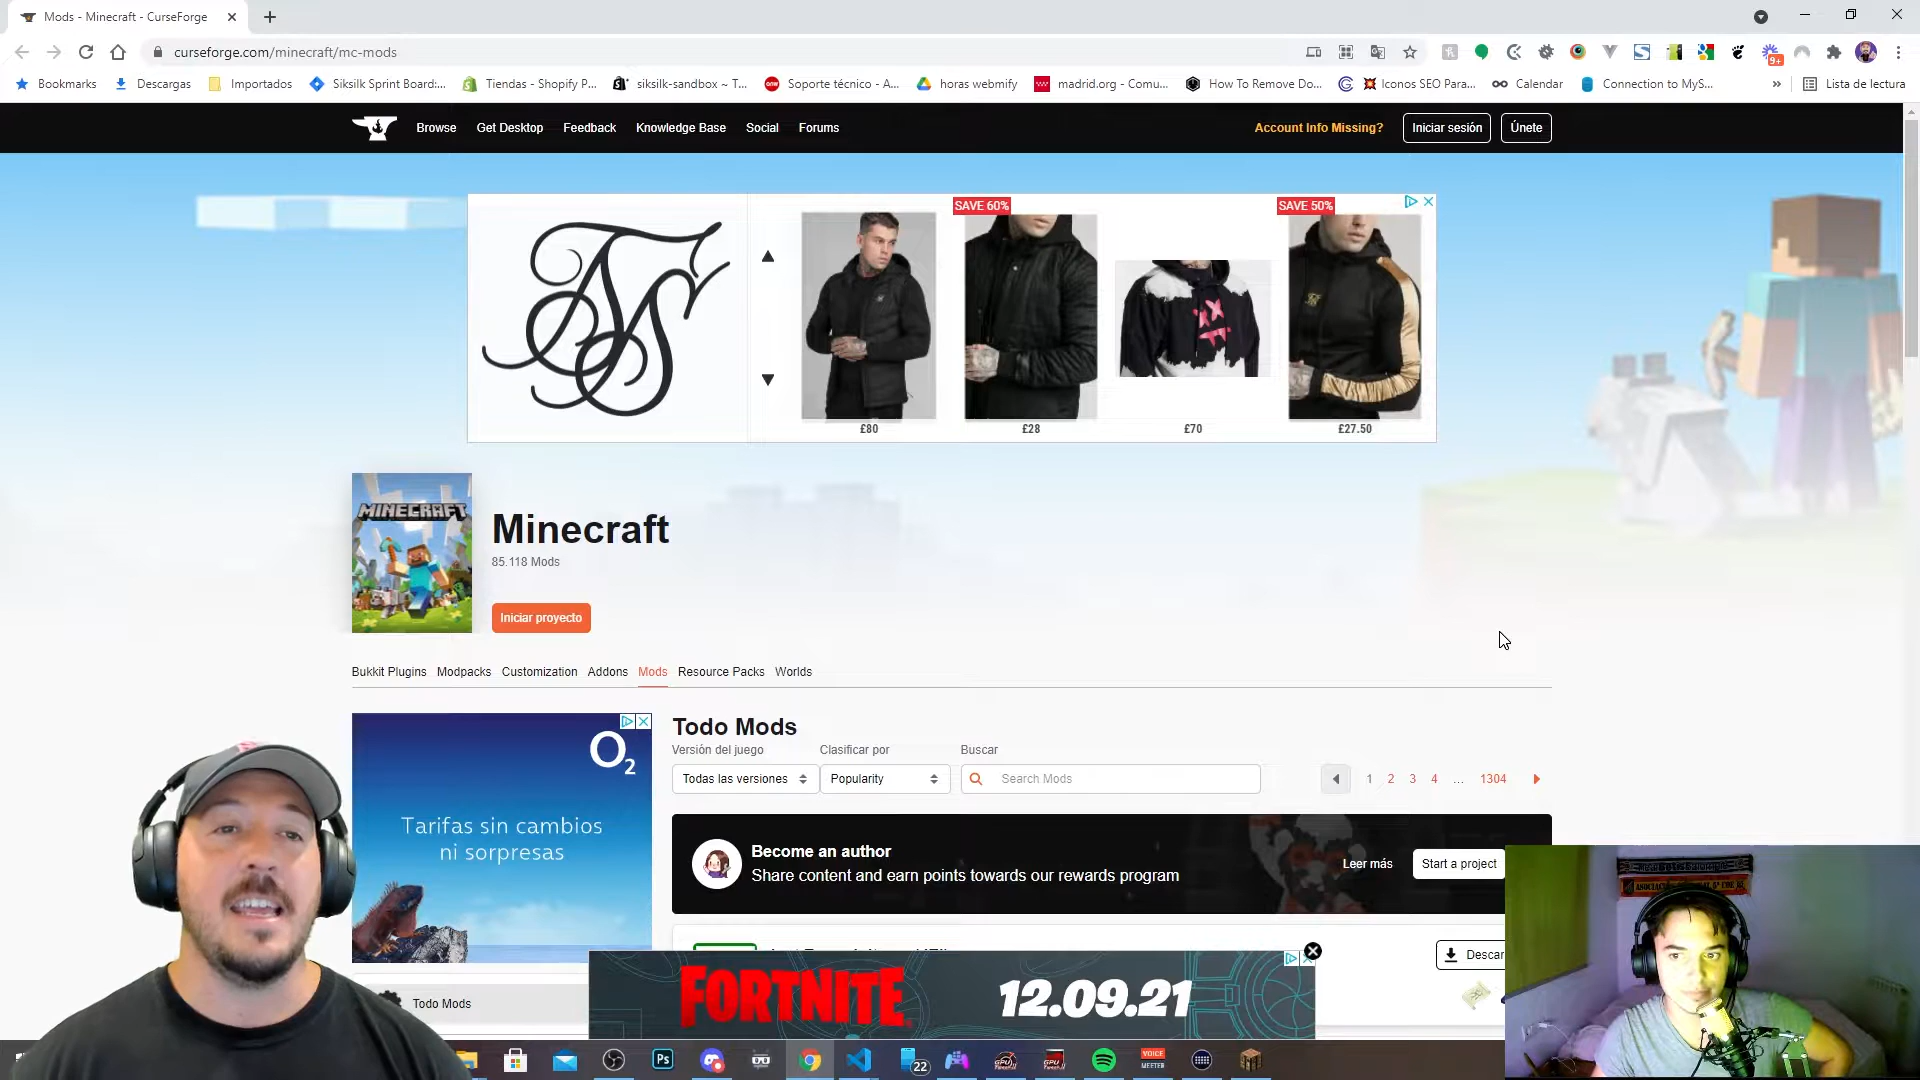 Mods - Minecraft - CurseForge
curseforge.com/minecraft/mc-mods
9+
Bookmarks
Descargas
Importados
Siksilk Sprint Board:...
Tiendas - Shopify P...
siksilk-sandbox ~ T...
Soporte técnico - A...
horas webmify
madrid.org - Comu...
How To Remove Do...
Iconos SEO Para...
Calendar
Connection to MyS...
»
Lista de lectura
Browse
Get Desktop
Feedback
Knowledge Base
Social
Forums
Account Info Missing?
Iniciar sesión
Únete
SAVE 60%
SAVE 50%
£80
£28
£70
£27.50
MINECRAFT
Minecraft
85.118 Mods
Iniciar proyecto
Bukkit Plugins
Modpacks
Customization
Addons
Mods
Resource Packs
Worlds
O2
Tarifas sin cambios
ni sorpresas
Todo Mods
Todo Mods
Versión del juego
Clasificar por
Buscar
Todas las versiones
Popularity
Search Mods
1 2 3 4 ... 1304
Become an author
Share content and earn points towards our rewards program
Leer más
Start a project
Descar
FORTNITE
12.09.21
Ps
22
VOICE
MEETER